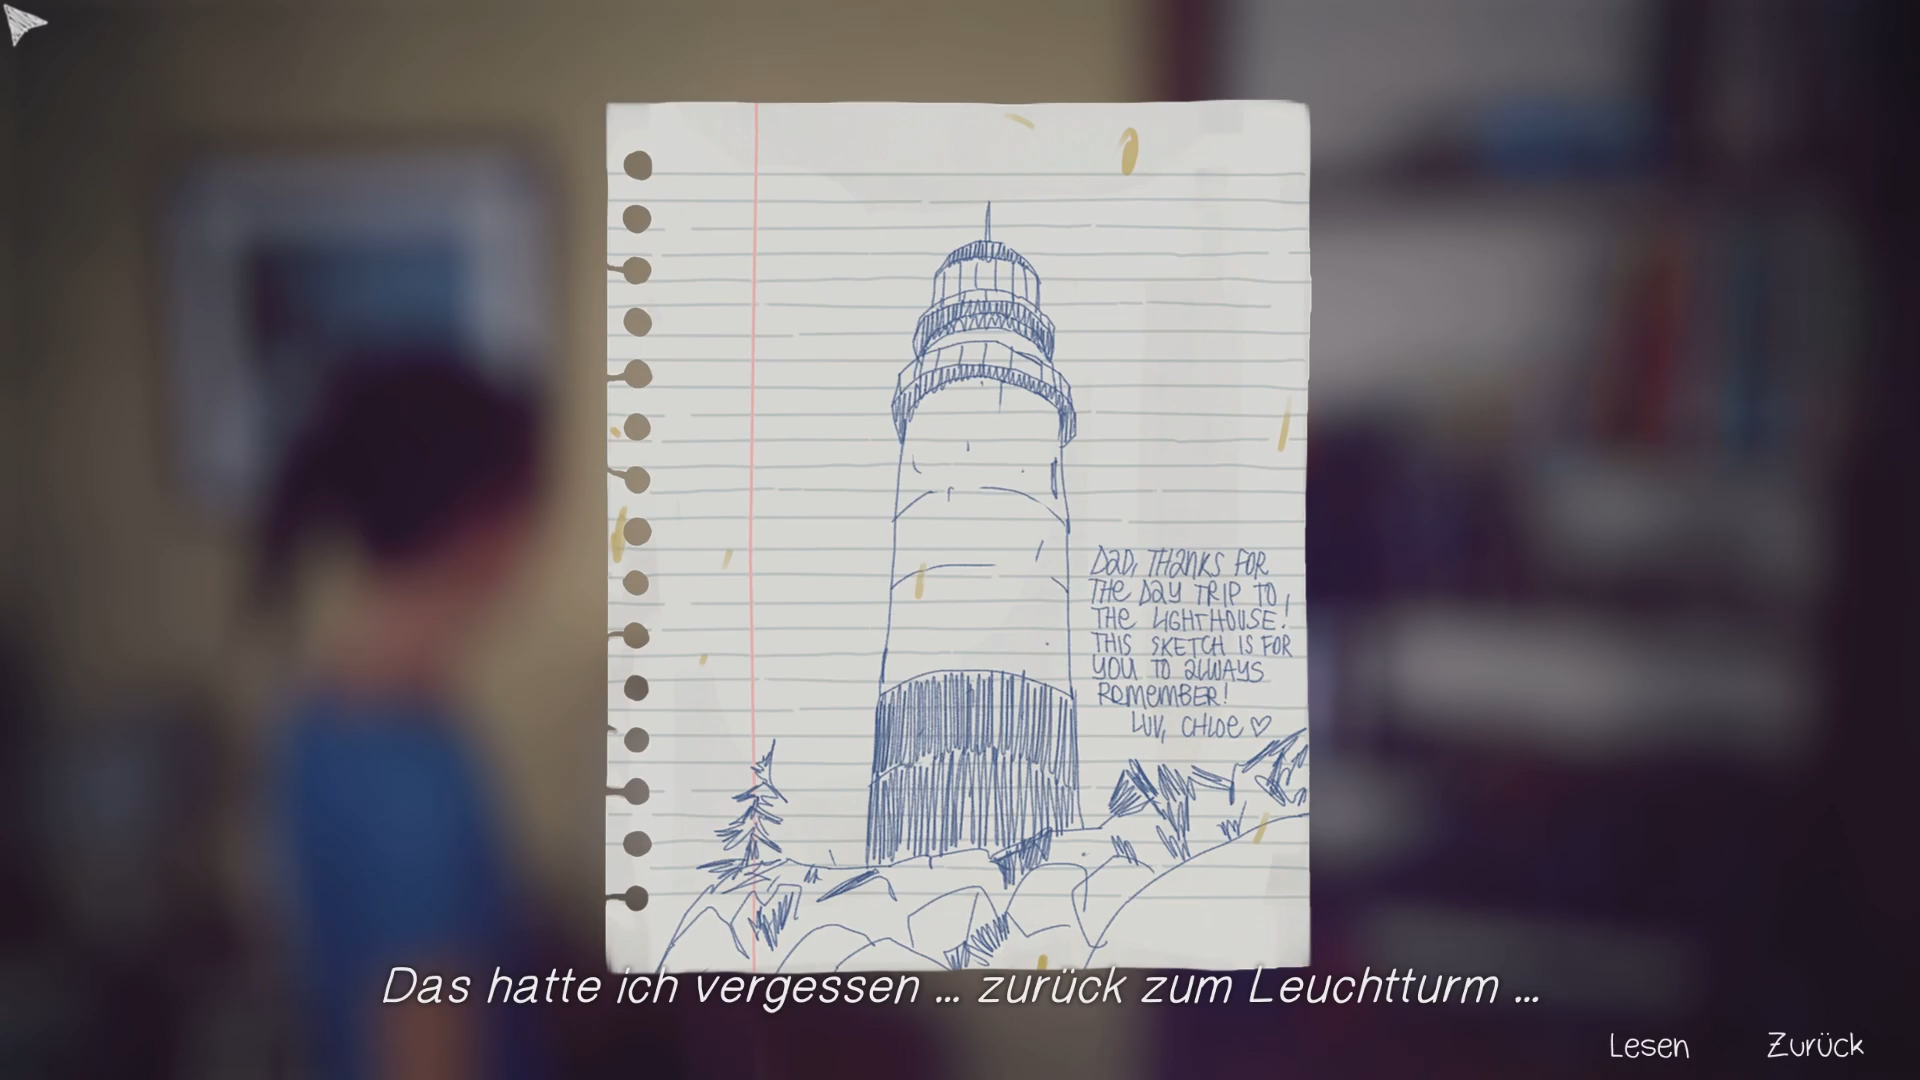 DAD, THANKS FOR
THE DAY TRIP TO
THE LIGHTHOUSE!
THIS SKETCH IS FOR
YOU TO ALWAYS
REMEMBER!
LUV, CHLOE ♡
Das hatte ich vergessen ... zurück zum Leuchtturm ...
Lesen Zurück